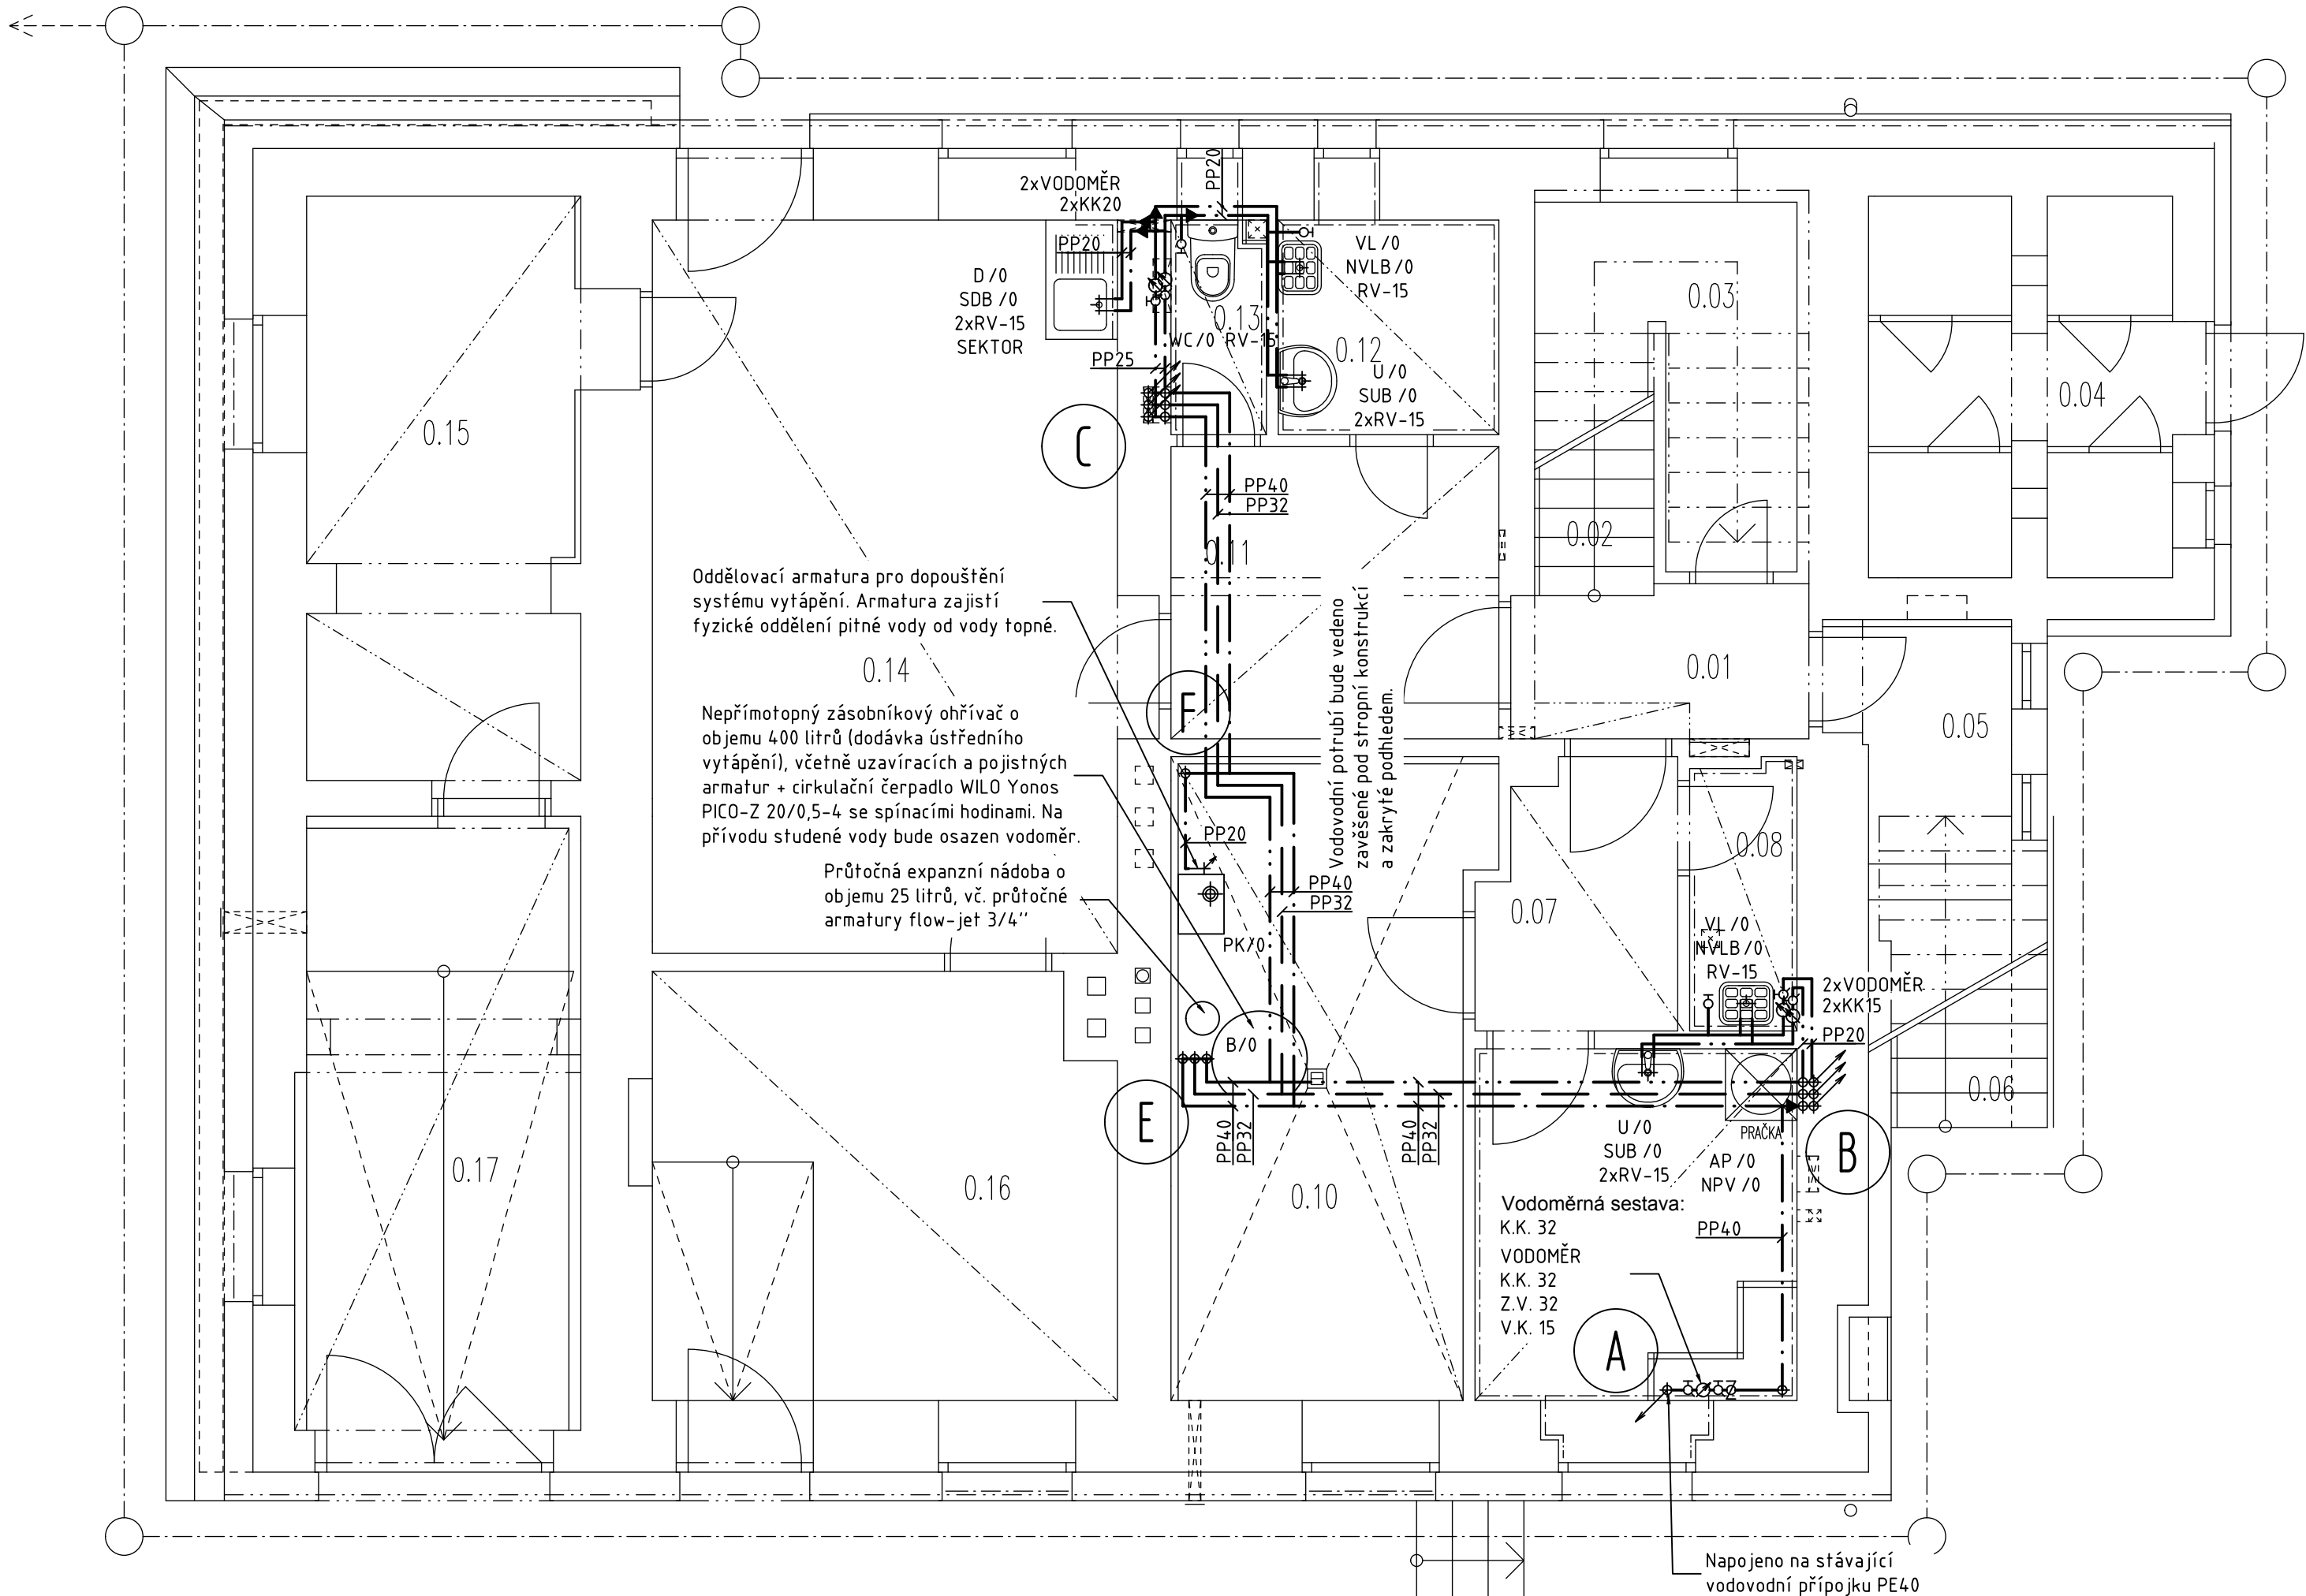 PP20
2xVODOMĚR
2xKK20
PP20
D/0
SDB/0
2xRV-15
SEKTOR
VL/0
NVLB/0
RV-15
0.13
WC/0 RV-15
0.12
U/0
SUB/0
2xRV-15
0.03
0.04
PP25
C
0.15
PP40
PP32
0.02
0.11
Oddělovací armatura pro dopouštění
systému vytápění. Armatura zajistí
fyzické oddělení pitné vody od vody topné.
0.14
Vodovodní potrubí bude vedeno
zavěšené pod stropní konstrukcí
a zakryté podhledem.
0.01
F
0.05
Nepřímotopný zásobníkový ohřívač o
objemu 400 litrů (dodávka ústředního
vytápění), včetně uzavíracích a pojistných
armatur + cirkulační čerpadlo WILO Yonos
PICO-Z 20/0,5-4 se spínacími hodinami. Na
přívodu studené vody bude osazen vodoměr.
PP20
0.08
Průtočná expanzní nádoba o
objemu 25 litrů, vč. průtočné
armatury flow-jet 3/4''
PP40
PP32
0.07
PK/0
VL/0
NVLB/0
RV-15
2xVODOMĚR
2xKK15
PP20
B/0
0.06
E
PP40
PP32
PP40
PP32
U/0
SUB/0
2xRV-15
PRAČKA
AP/0
NPV/0
B
0.17
0.16
0.10
Vodoměrná sestava:
K.K. 32
VODOMĚR
K.K. 32
Z.V. 32
V.K. 15
PP40
A
Napojeno na stávající
vodovodní přípojku PE40